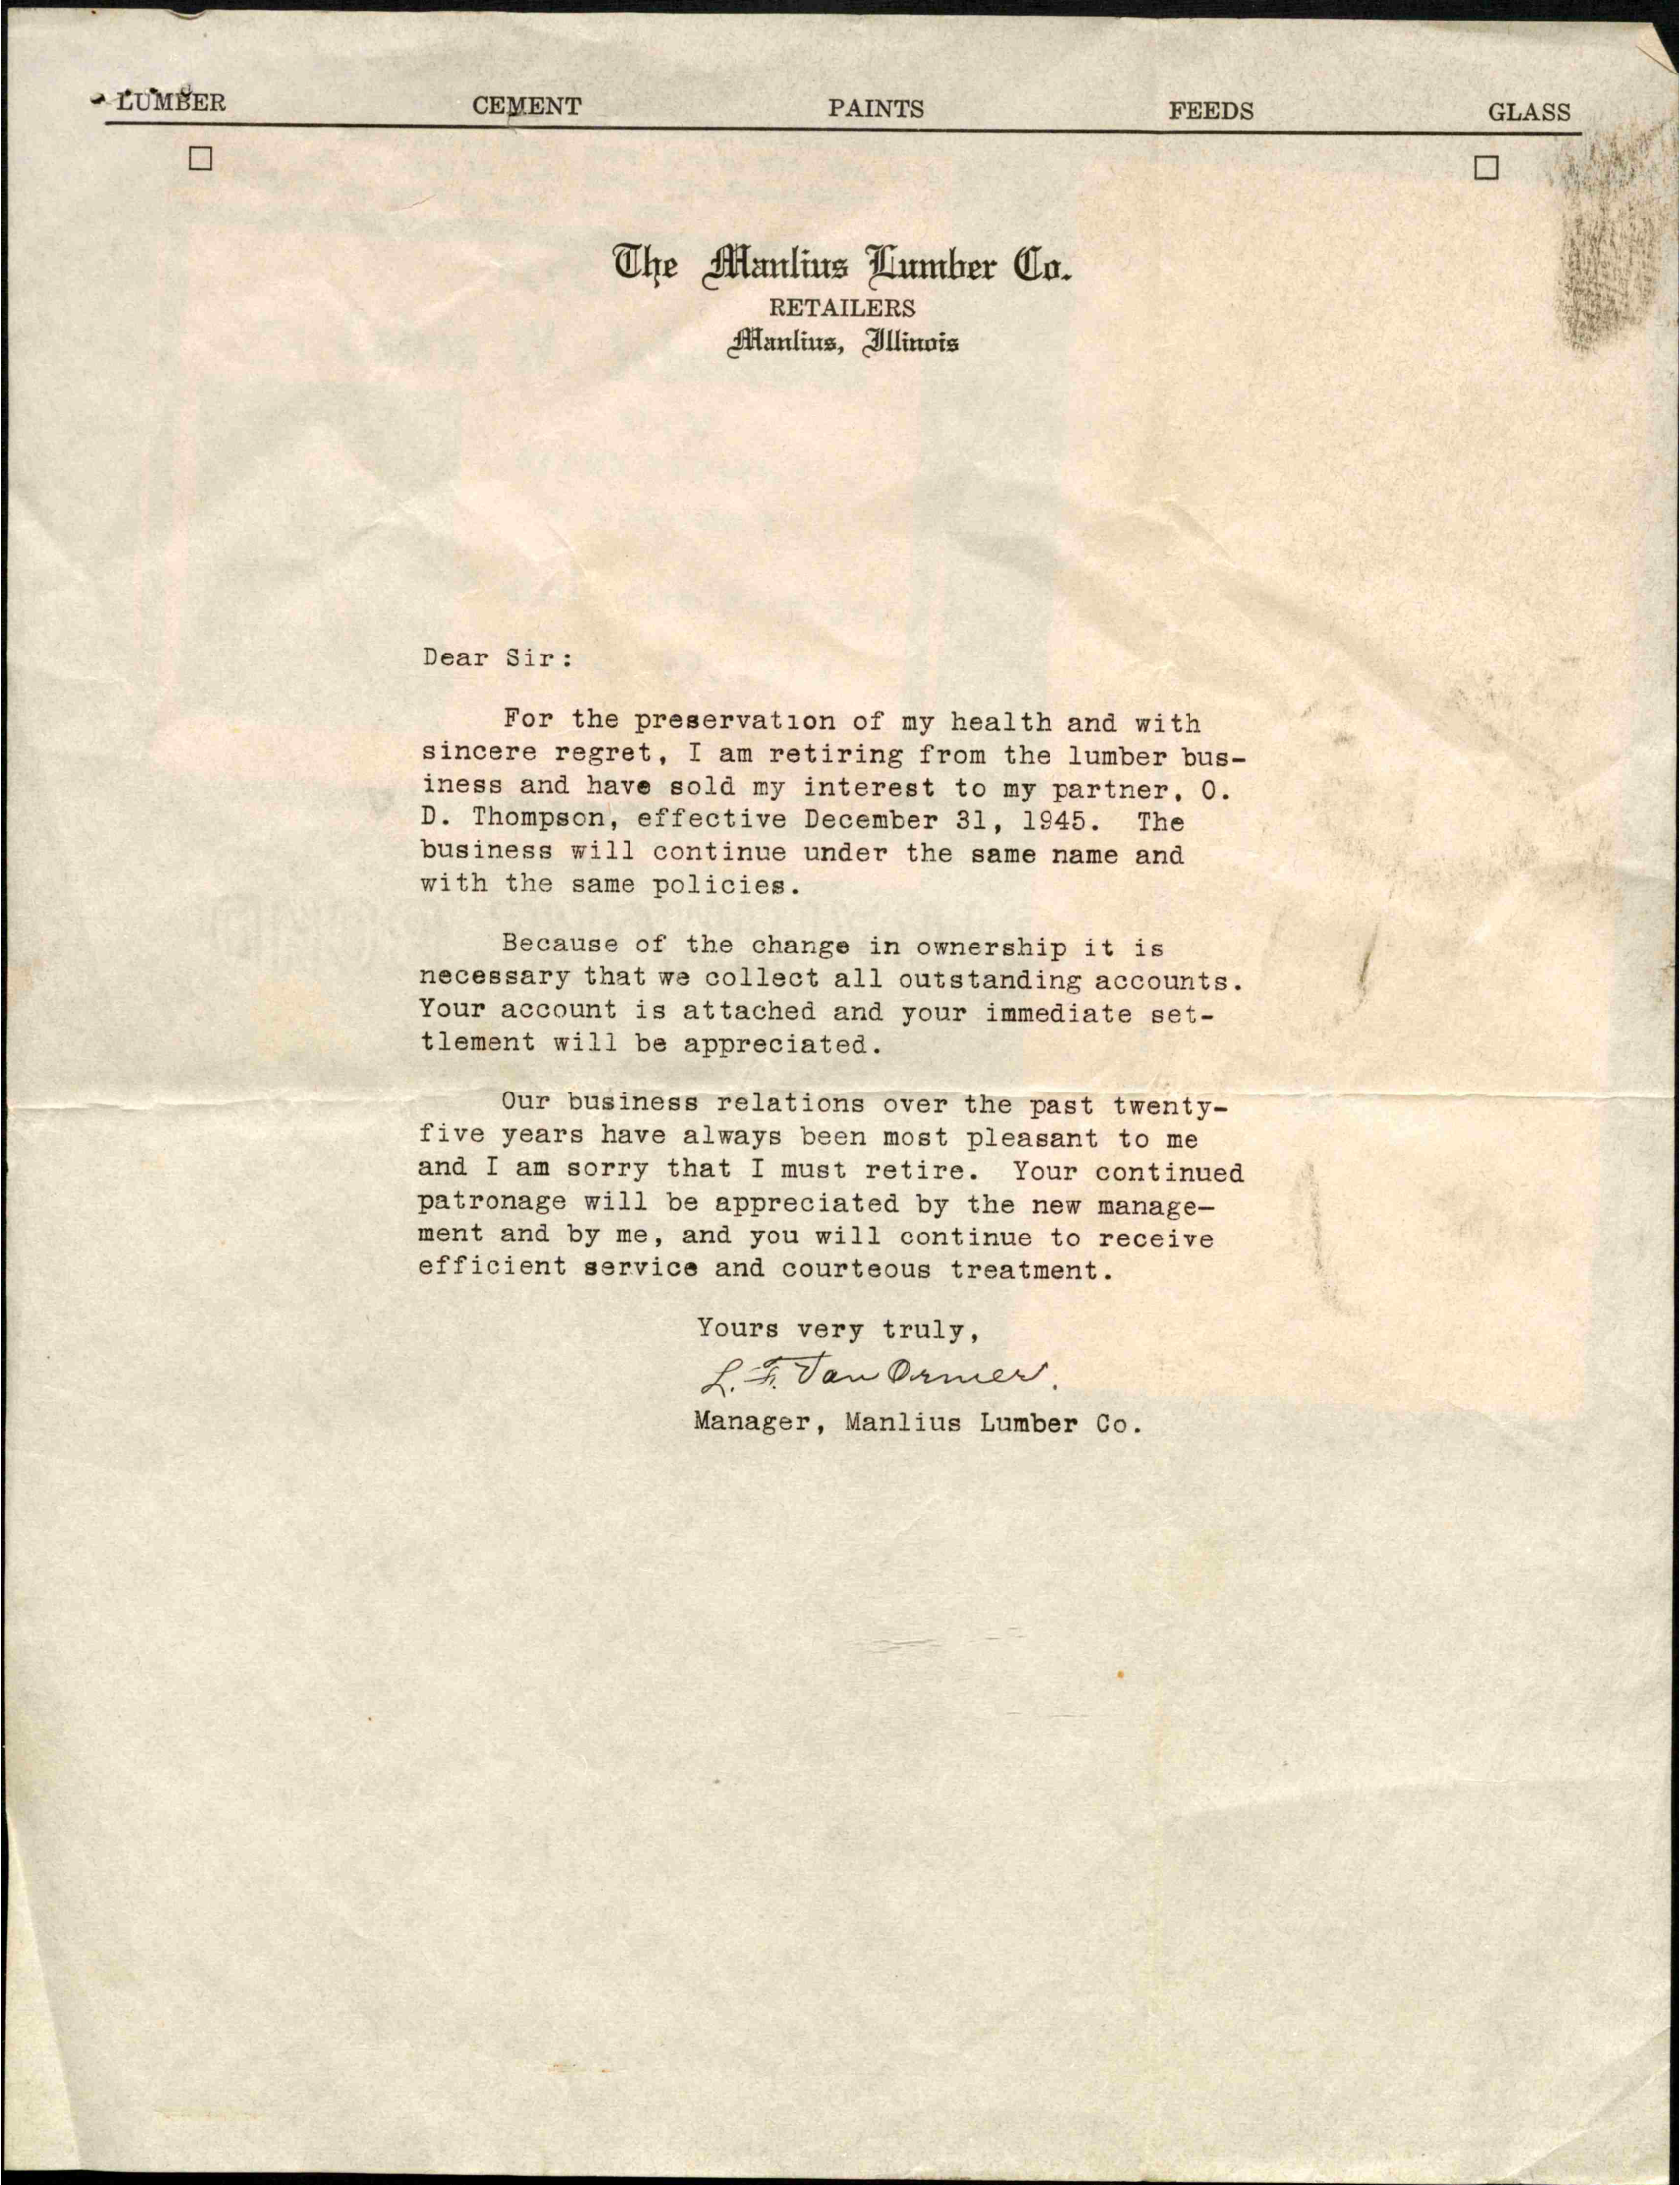 LUMBER CEMENT PAINTS FEEDS GLASS
The Manlius Lumber Co.
RETAILERS
Manlius, Illinois
Dear Sir:
For the preservation of my health and with
sincere regret, I am retiring from the lumber bus-
iness and have sold my interest to my partner, O.
D. Thompson, effective December 31, 1945. The
business will continue under the same name and
with the same policies.
Because of the change in ownership it is
necessary that we collect all outstanding accounts.
Your account is attached and your immediate set-
tlement will be appreciated.
Our business relations over the past twenty-
five years have always been most pleasant to me
and I am sorry that I must retire. Your continued
patronage will be appreciated by the new manage-
ment and by me, and you will continue to receive
efficient service and courteous treatment.
Yours very truly,
L. F. Van Ormer.
Manager, Manlius Lumber Co.